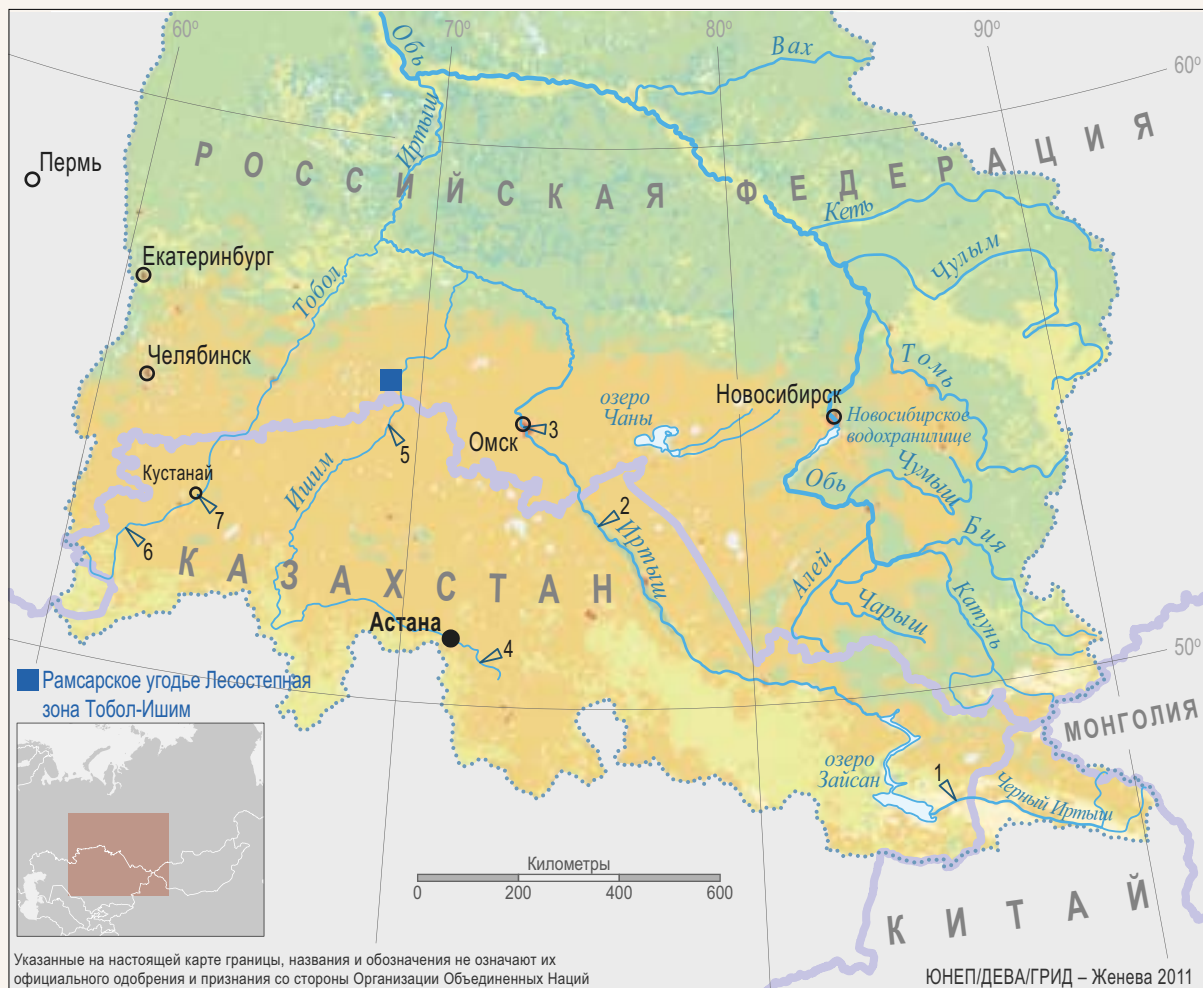 60º
70º
80º
90º
Обь
Вах
60º
Иртыш
РОССИЙСКАЯ ФЕДЕРАЦИЯ
Пермь
Кеть
Екатеринбург
Тобол
Чулым
Челябинск
Томь
Новосибирск
озеро
Чаны
Новосибирское
водохранилище
Омск
3
5
Кустанай
Ишим
Обь
Чумыш
7
2
Иртыш
Бия
6
КАЗАХСТАН
Алей
Чарыш
Катунь
Астана
4
50º
Рамсарское угодье Лесостепная
зона Тобол-Ишим
МОНГОЛИЯ
озеро
Зайсан
1
Черный Иртыш
Километры
0
200
400
600
КИТАЙ
Указанные на настоящей карте границы, названия и обозначения не означают их
официального одобрения и признания со стороны Организации Объединенных Наций
ЮНЕП/ДЕВА/ГРИД – Женева 2011